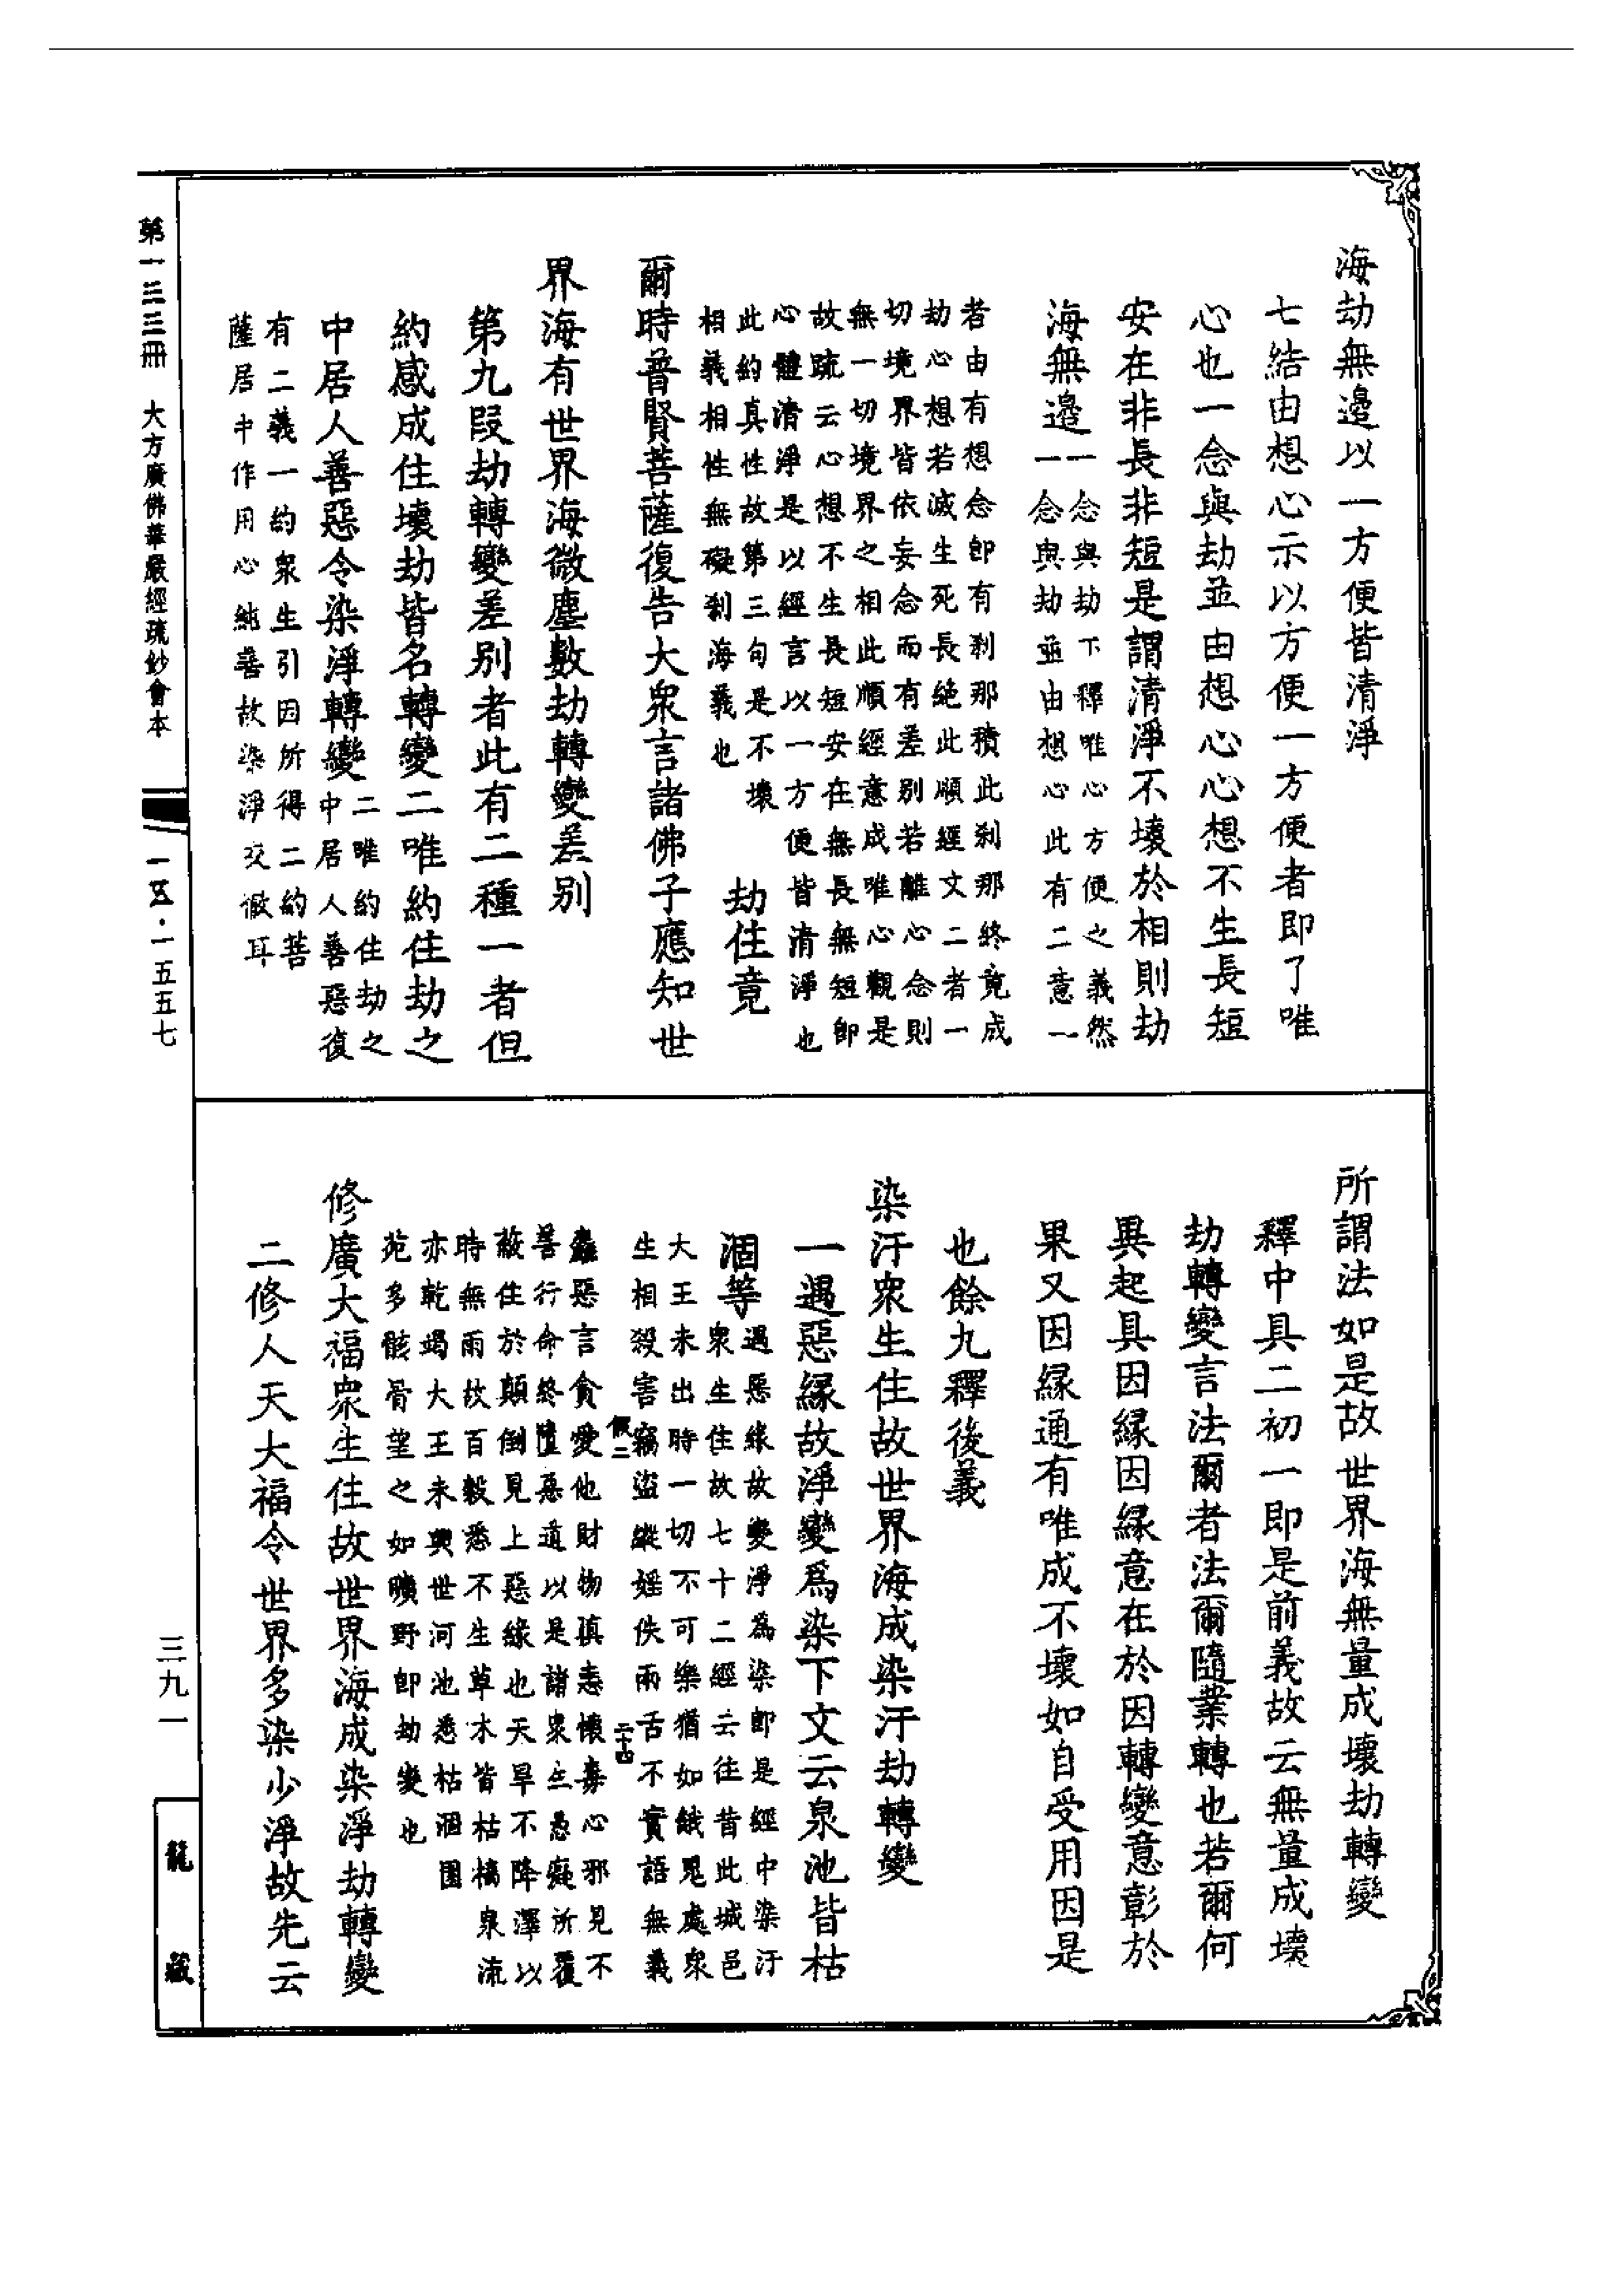 海劫無邊以一方便皆清淨
七結由想心示以方便一方便者即了唯
心也一念與劫並由想心心想不生長短
安在非長非短是謂清淨不壞於相則劫
海無邊
一念與劫下釋唯心方便之義然
一念與劫並由想心此有二意一
者由有想念即有剎那積此剎那終竟成
劫心想若滅生死長絕此順經文二者一
切境界皆依妄念而有差別若離心念則
無一切境界之相此順經意成唯心觀是
故疏云心想不生長短安在無長無短即
心體清淨是以經言以一方便皆清淨也
此約真性故第三句是不壞
相義相性無礙剎海義也
劫住竟
爾時普賢菩薩復告大眾言諸佛子應知世
界海有世界海微塵數劫轉變差別
第九段劫轉變差別者此有二種一者但
約感成住壞劫皆名轉變二唯約住劫之
中居人善惡令染淨轉變
二唯約住劫之
中居人善惡復
有二義一約眾生引因所得二約菩
薩居中作用心純善故染淨交徹耳
所謂法如是故世界海無量成壞劫轉變
釋中具二初一即是前義故云無量成壞
劫轉變言法爾者法爾隨業轉也若爾何
異起具因緣因緣意在於因轉變意彰於
果又因緣通有唯成不壞如自受用因是
也餘九釋後義
染汙眾生住故世界海成染汙劫轉變
一遇惡緣故淨變為染下文云泉池皆枯
涸等
遇惡緣故變淨為染即是經中染汙
眾生住故七十二經云往昔此城邑
大王未出時一切不可樂猶如餓鬼處眾
生相殺害竊盜縱婬佚兩舌不實語無義
假二
二十四
麤惡言貪愛他財物瞋恚懷毒心邪見不
善行命終墮惡道以是諸眾生愚癡所覆
蔽住於顛倒見上惡緣也天旱不降澤以
時無雨故百穀悉不生草木皆枯槁泉流
亦乾竭大王未興世河池悉枯涸園
苑多骸骨望之如曠野即劫變也
修廣大福眾生住故世界海成染淨劫轉變
二修人天大福令世界多染少淨故先云
第一三三冊　大方廣佛華嚴經疏鈔會本
一五五七
三九一
龍藏